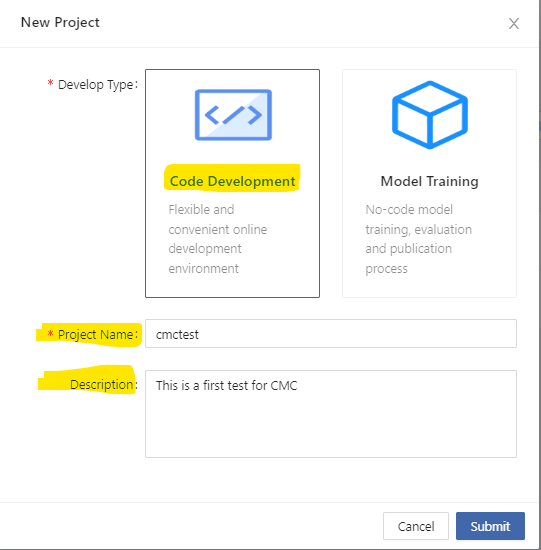 New Project
* Develop Type:
Code Development
Flexible and
convenient online
development
environment
Model Training
No-code model
training, evaluation
and publication
process
* Project Name: cmctest
Description: This is a first test for CMC
Cancel Submit